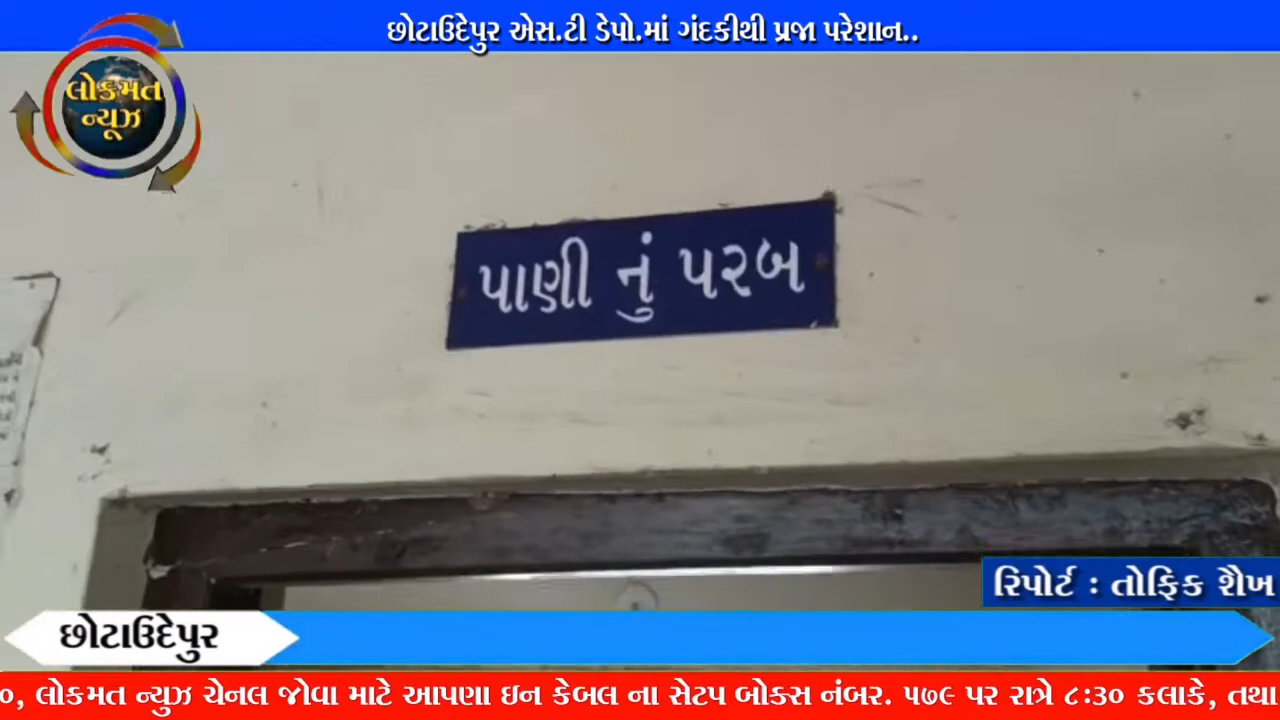 છોટાઉદેપુર એસ.ટી ડેપો.માં ગંદકીથી પ્રજા પરેશાન..
લોકમત
ન્યૂઝ
પાણી નું પરબ
રિપોર્ટ : તોફિક શૈખ
છોટાઉદેપુર
૦, લોકમત ન્યુઝ ચેનલ જોવા માટે આપણા ઇન કેબલ ના સેટપ બોક્સ નંબર. ૫૭૯ પર રાત્રે ૮:૩૦ કલાકે, તથા